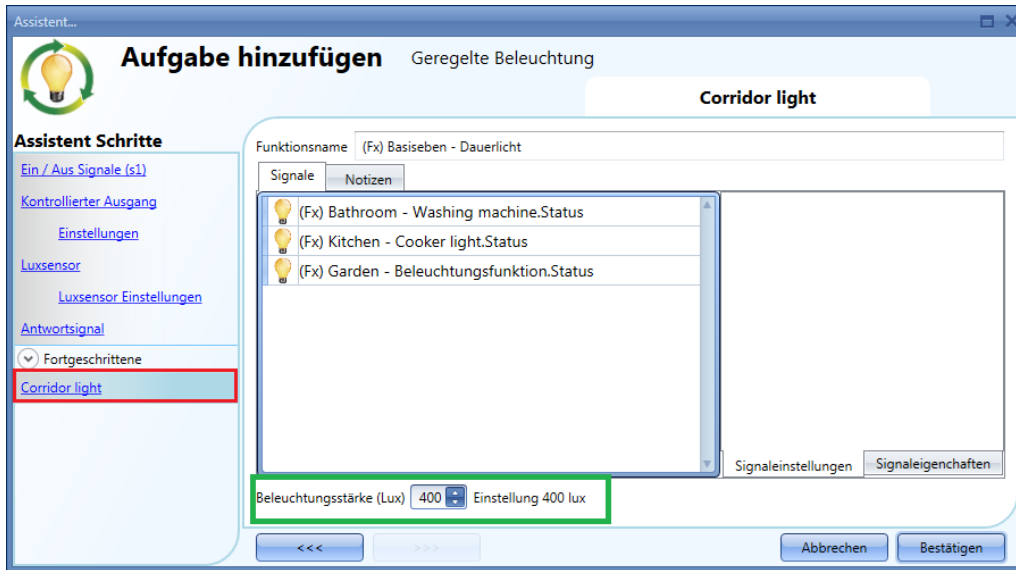 Assistent...
Aufgabe hinzufügen Geregelte Beleuchtung
Corridor light
Assistent Schritte
Ein / Aus Signale (s1)
Kontrollierter Ausgang
Einstellungen
Luxsensor
Luxsensor Einstellungen
Antwortsignal
Fortgeschrittene
Corridor light
Funktionsname (Fx) Basiseben - Dauerlicht
Signale Notizen
(Fx) Bathroom - Washing machine.Status
(Fx) Kitchen - Cooker light.Status
(Fx) Garden - Beleuchtungsfunktion.Status
Signaleinstellungen Signaleigenchaften
Beleuchtungsstärke (Lux) 400 Einstellung 400 lux
<<< >>> Abbrechen Bestätigen